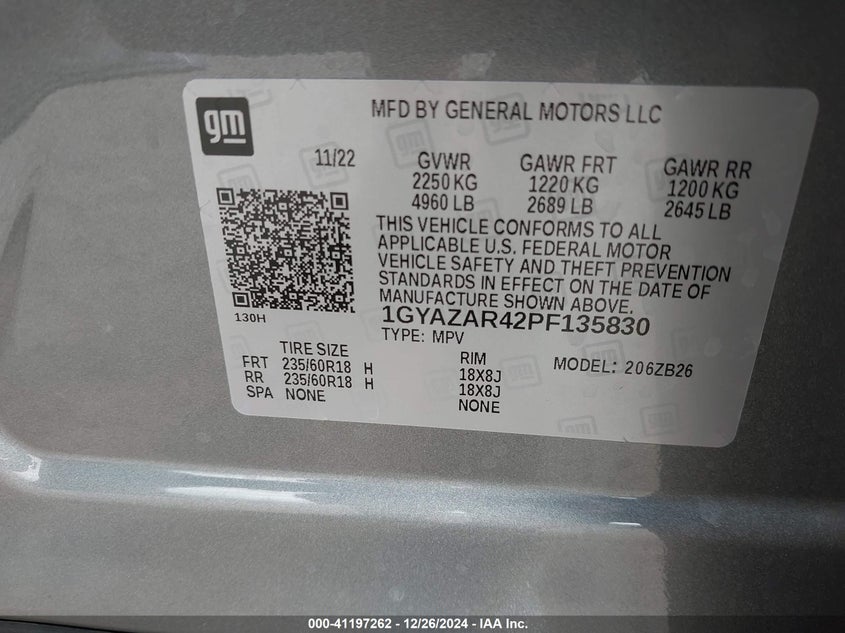 gm
MFD BY GENERAL MOTORS LLC
11/22 GVWR GAWR FRT GAWR RR
2250 KG 1220 KG 1200 KG
4960 LB 2689 LB 2645 LB
THIS VEHICLE CONFORMS TO ALL
APPLICABLE U.S. FEDERAL MOTOR
VEHICLE SAFETY AND THEFT PREVENTION
STANDARDS IN EFFECT ON THE DATE OF
MANUFACTURE SHOWN ABOVE.
130H
1GYAZAR42PF135830
TYPE: MPV
TIRE SIZE RIM MODEL: 206ZB26
FRT 235/60R18 H 18X8J
RR 235/60R18 H 18X8J
SPA NONE NONE
000-41197262 - 12/26/2024 - IAA Inc.